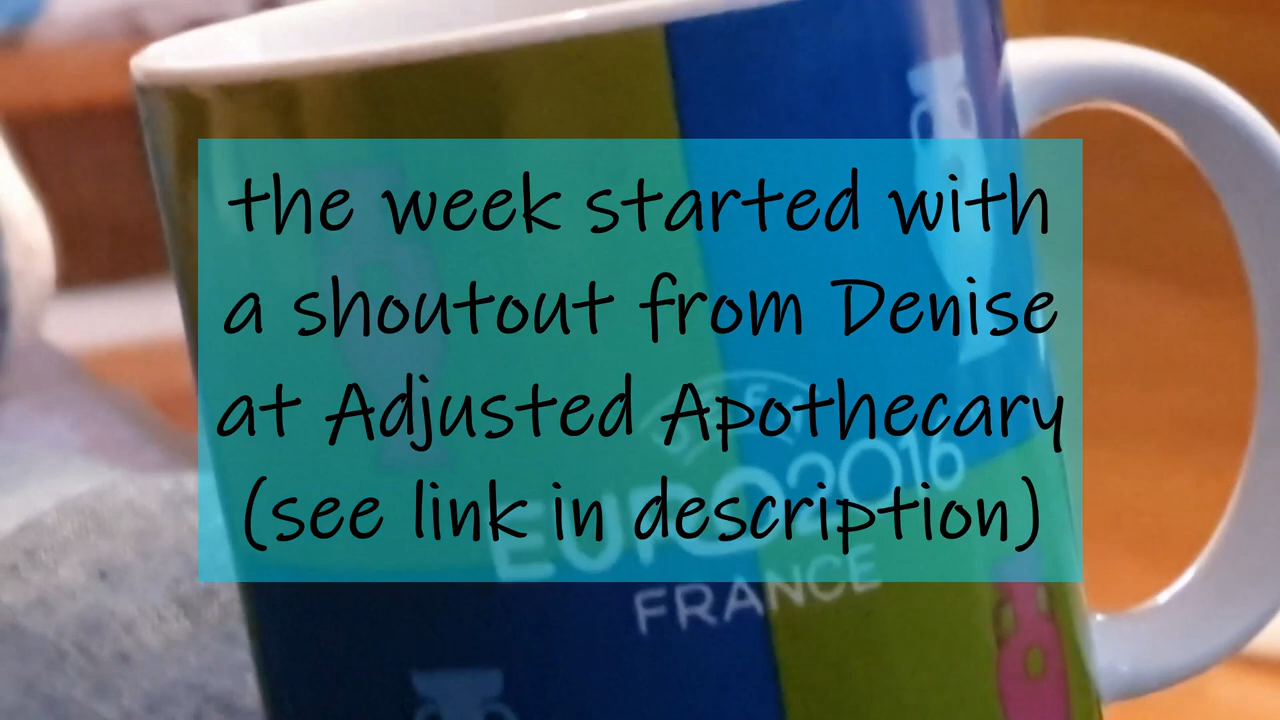 the week started with
a shoutout from Denise
at Adjusted Apothecary
(see link in description)
EURO2016
FRANCE